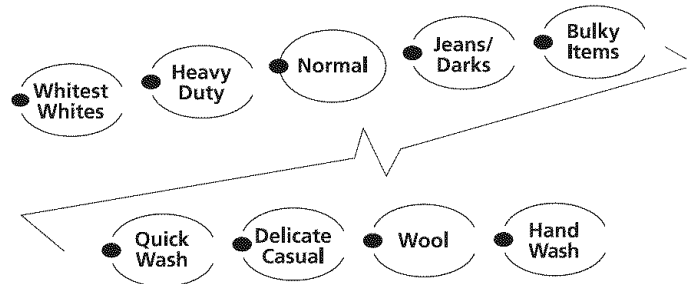 Whitest
Whites
Heavy
Duty
Normal
Jeans/
Darks
Bulky
Items
Quick
Wash
Delicate
Casual
Wool
Hand
Wash